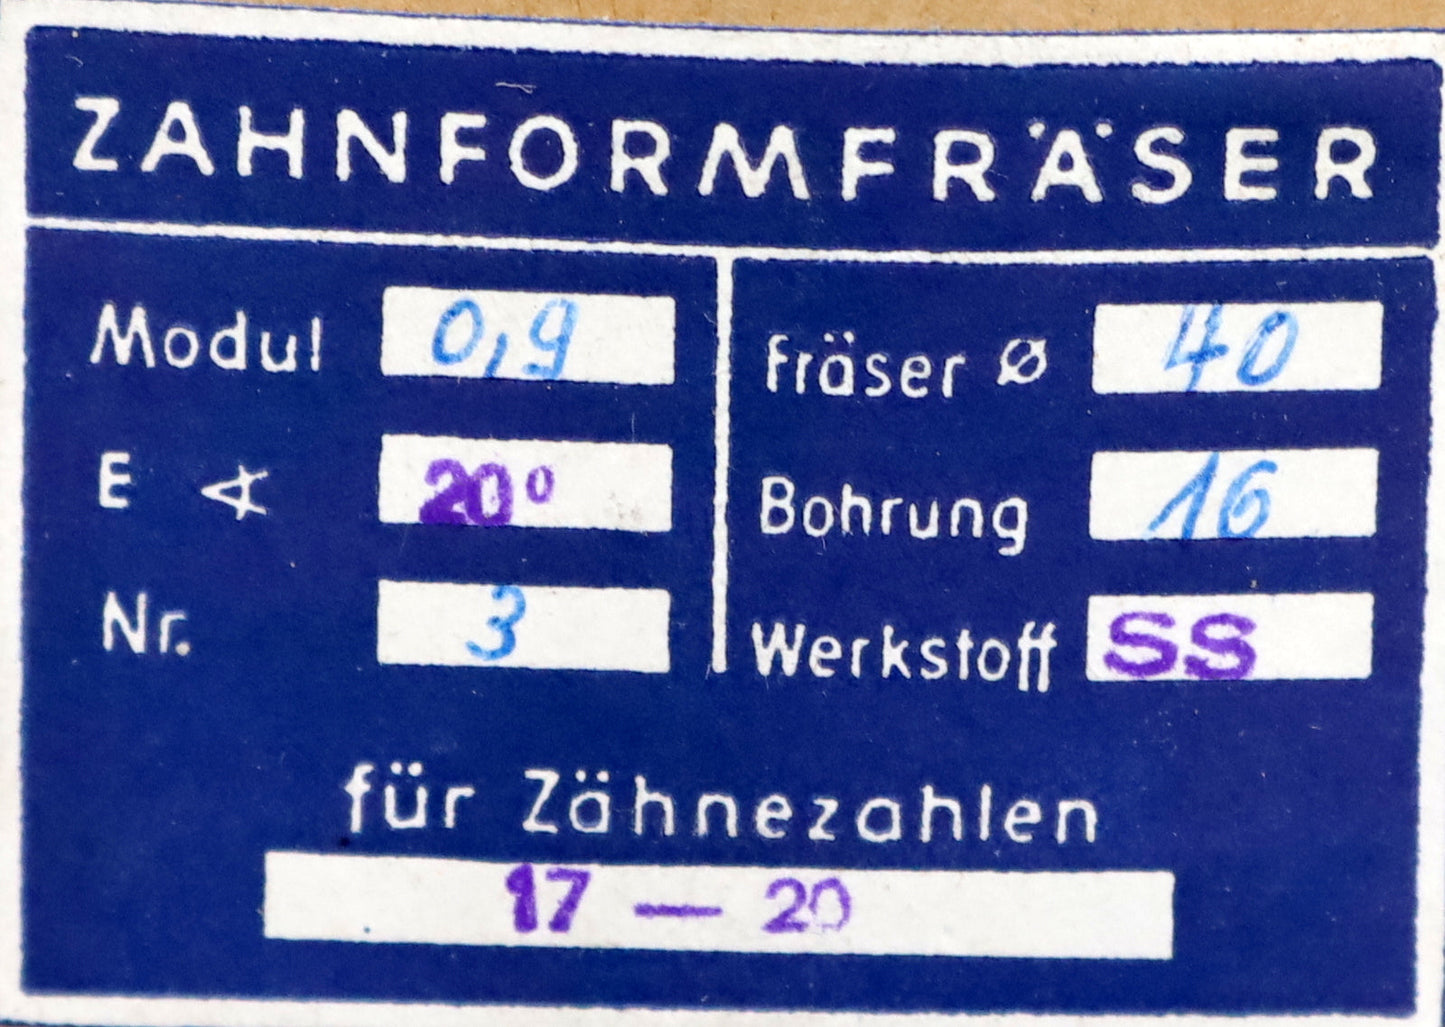 ZAHNFORMFRÄSER
Modul 0,9
E ∢ 20°
Nr. 3
Fräser Ø 40
Bohrung 16
Werkstoff SS
für Zähnezahlen
17 — 20